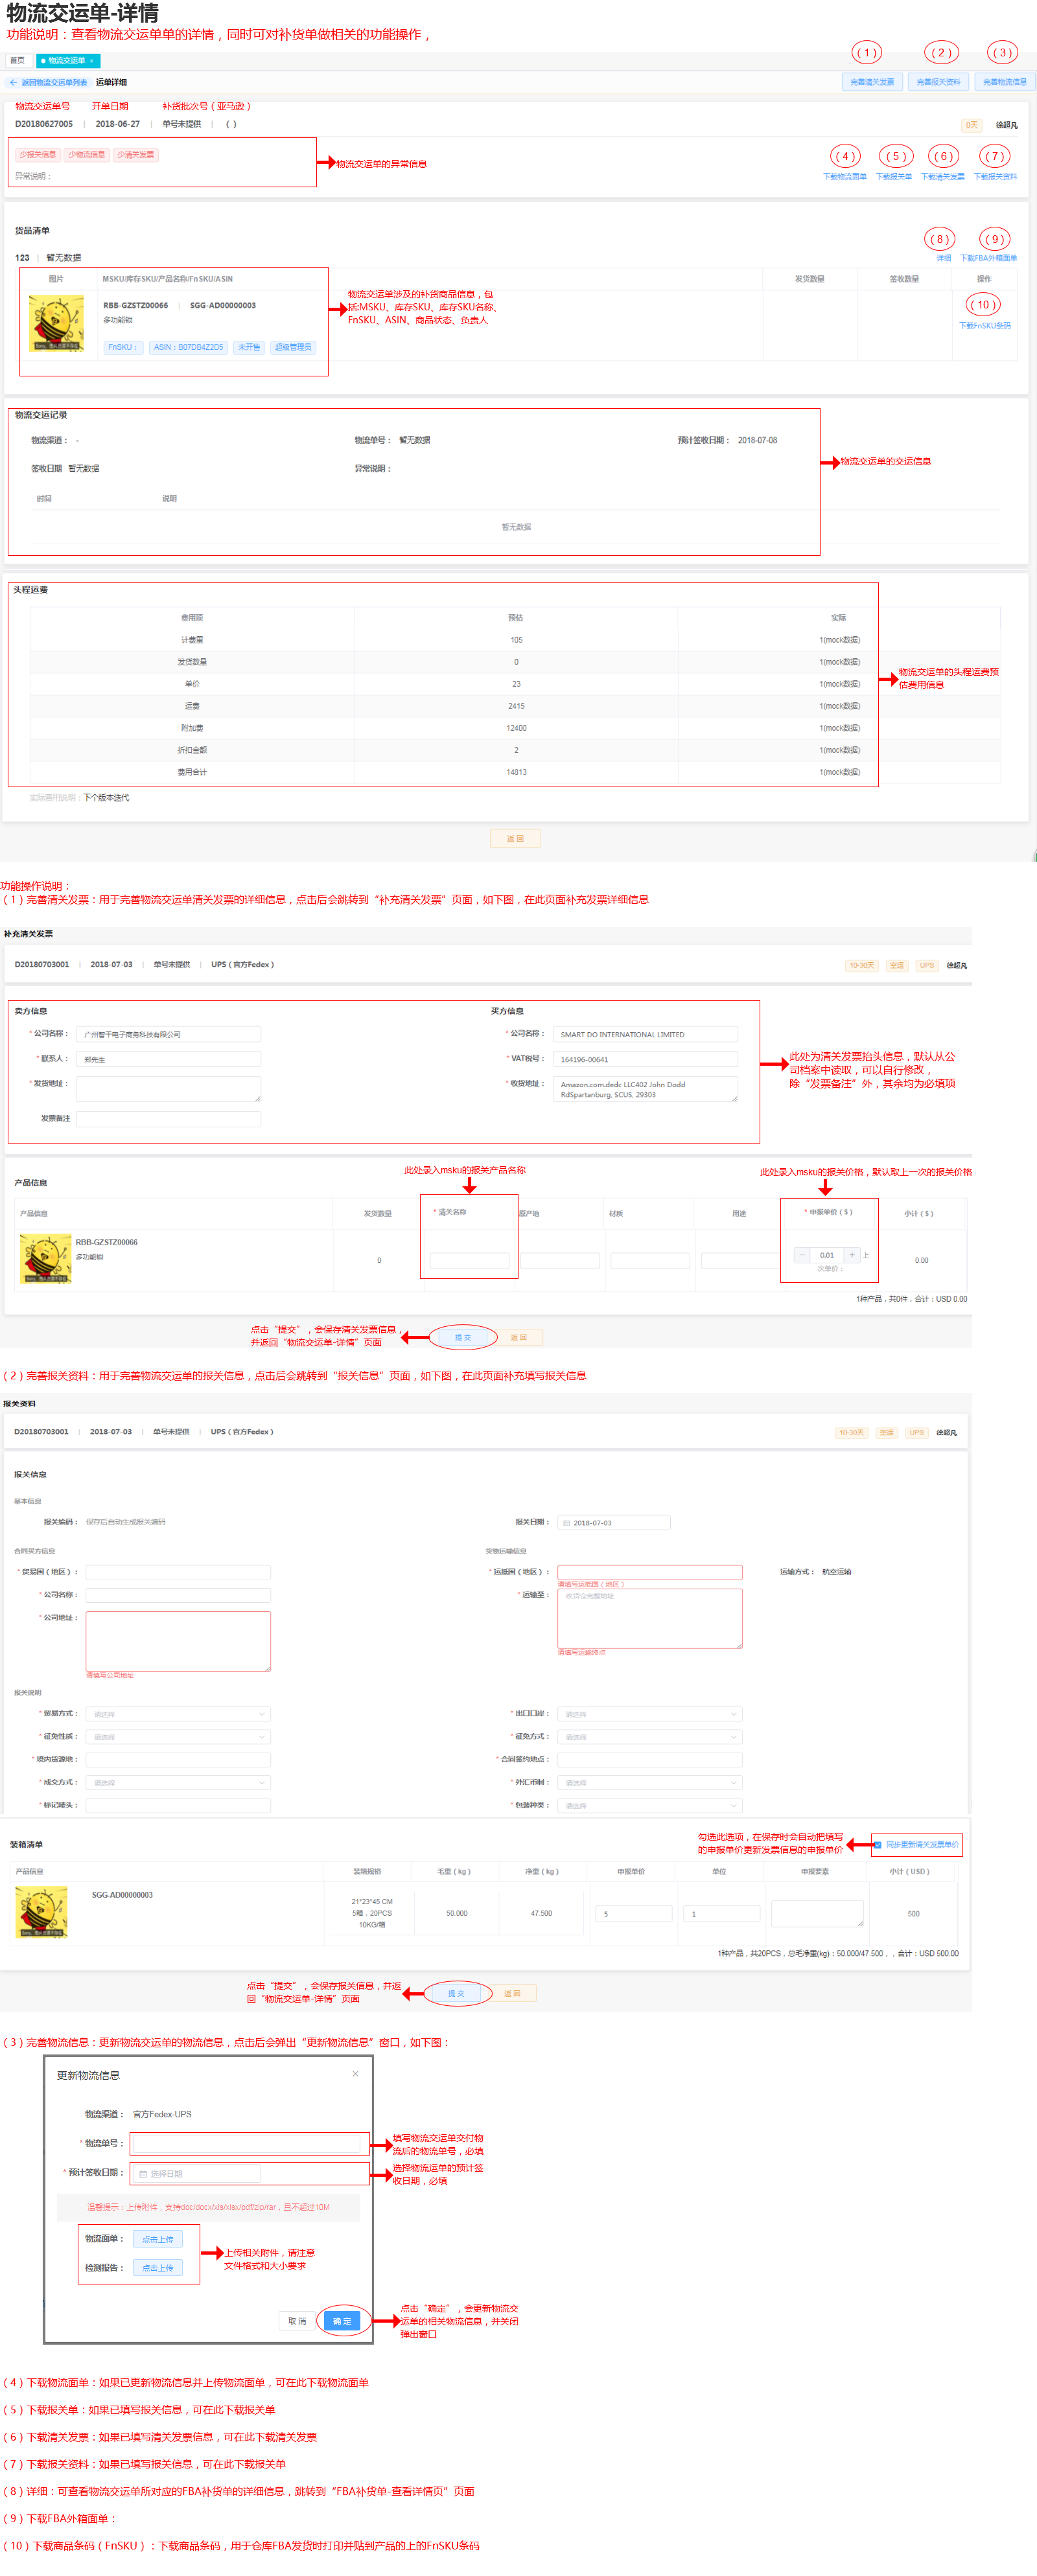 物流交运单-详情
功能说明：查看物流交运单单的详情，同时可对补货单做相关的功能操作，
首页 物流交运单 ×
（1） （2） （3）
← 返回物流交运单列表 运单详细 完善清关发票 完善报关资料 完善物流信息
物流交运单号 开单日期 补货批次号（亚马逊）
D20180627005 | 2018-06-27 | 单号未提供 | ( ) 0天 徐超凡
少报关信息 少物流信息 少清关发票
物流交运单的异常信息
异常说明：
（4） （5） （6） （7）
下载物流面单 下载报关单 下载清关发票 下载报关资料
货品清单
（8） （9）
123 | 暂无数据 详细 下载FBA外箱面单
图片 MSKU/库存SKU/产品名称/FnSKU/ASIN 发货数量 签收数量 操作
RBB-GZSTZ00066 | SGG-AD00000003
多功能锁
FnSKU： ASIN：B07DB4Z2D5 未开售 超级管理员
物流交运单涉及的补货商品信息，包
括:MSKU、库存SKU、库存SKU名称、
FnSKU、ASIN、商品状态、负责人
（10）
下载FnSKU条码
物流交运记录
物流渠道： - 物流单号： 暂无数据 预计签收日期： 2018-07-08
签收日期 暂无数据 异常说明：
物流交运单的交运信息
时间 说明
暂无数据
头程运费
费用项 预估 实际
计费重 105 1(mock数据)
发货数量 0 1(mock数据)
单价 23 1(mock数据)
运费 2415 1(mock数据)
附加费 12400 1(mock数据)
折扣金额 2 1(mock数据)
费用合计 14813 1(mock数据)
物流交运单的头程运费预
估费用信息
实际费用说明：下个版本迭代
返回
功能操作说明：
（1）完善清关发票：用于完善物流交运单清关发票的详细信息，点击后会跳转到“补充清关发票”页面，如下图，在此页面补充发票详细信息
补充清关发票
D20180703001 | 2018-07-03 | 单号未提供 | UPS（官方Fedex） 10-30天 空运 UPS 徐超凡
卖方信息 买方信息
* 公司名称： 广州智干电子商务科技有限公司 * 公司名称： SMART DO INTERNATIONAL LIMITED
* 联系人： 郑先生 * VAT税号： 164196-00641
* 发货地址： * 收货地址： Amazon.com.dedc LLC402 John Dodd
RdSpartanburg, SCUS, 29303
发票备注
此处为清关发票抬头信息，默认从公
司档案中读取，可以自行修改，
除“发票备注”外，其余均为必填项
此处录入msku的报关产品名称 此处录入msku的报关价格，默认取上一次的报关价格
产品信息
产品信息 发货数量 * 清关名称 原产地 材质 用途 * 申报单价（$） 小计（$）
RBB-GZSTZ00066
多功能锁
0 － 0.01 + 上
次单价： 0.00
1种产品，共0件，合计：USD 0.00
点击“提交”，会保存清关发票信息，
并返回“物流交运单-详情”页面
提交 返回
（2）完善报关资料：用于完善物流交运单的报关信息，点击后会跳转到“报关信息”页面，如下图，在此页面补充填写报关信息
报关资料
D20180703001 | 2018-07-03 | 单号未提供 | UPS（官方Fedex） 10-30天 空运 UPS 徐超凡
报关信息
基本信息
报关编码： 保存后自动生成报关编码 报关日期： 2018-07-03
合同买方信息 货物运输信息
* 贸易国（地区）： * 运抵国（地区）： 运输方式： 航空运输
请填写运抵国（地区）
* 公司名称： * 运输至： 收货仓完整地址
* 公司地址：
请填写运输终点
请填写公司地址
报关说明
* 贸易方式： 请选择 * 出口口岸： 请选择
* 征免性质： 请选择 * 征免方式： 请选择
* 境内货源地： * 合同签约地点：
* 成交方式： 请选择 * 外汇币制： 请选择
* 标记唛头： * 包装种类： 请选择
装箱清单
勾选此选项，在保存时会自动把填写
的申报单价更新发票信息的申报单价
同步更新清关发票单价
产品信息 装箱规格 毛重（kg） 净重（kg） 申报单价 单位 申报要素 小计（USD）
SGG-AD00000003
21*23*45 CM
5箱，20PCS
10KG/箱
50.000 47.500 5 1 500
1种产品，共20PCS，总毛净重(kg)：50.000/47.500，，合计：USD 500.00
点击“提交”，会保存报关信息，并返
回“物流交运单-详情”页面
提交 返回
（3）完善物流信息：更新物流交运单的物流信息，点击后会弹出“更新物流信息”窗口，如下图：
更新物流信息 ×
物流渠道： 官方Fedex-UPS
* 物流单号：
填写物流交运单交付物
流后的物流单号，必填
* 预计签收日期： 选择日期
选择物流运单的预计签
收日期，必填
温馨提示：上传附件，支持doc/docx/xls/xlsx/pdf/zip/rar，且不超过10M
物流面单： 点击上传
检测报告： 点击上传
上传相关附件，请注意
文件格式和大小要求
取消 确定
点击“确定”，会更新物流交
运单的相关物流信息，并关闭
弹出窗口
（4）下载物流面单：如果已更新物流信息并上传物流面单，可在此下载物流面单
（5）下载报关单：如果已填写报关信息，可在此下载报关单
（6）下载清关发票：如果已填写清关发票信息，可在此下载清关发票
（7）下载报关资料：如果已填写报关信息，可在此下载报关单
（8）详细：可查看物流交运单所对应的FBA补货单的详细信息，跳转到“FBA补货单-查看详情页”页面
（9）下载FBA外箱面单：
（10）下载商品条码（FnSKU）：下载商品条码，用于仓库FBA发货时打印并贴到产品的上的FnSKU条码